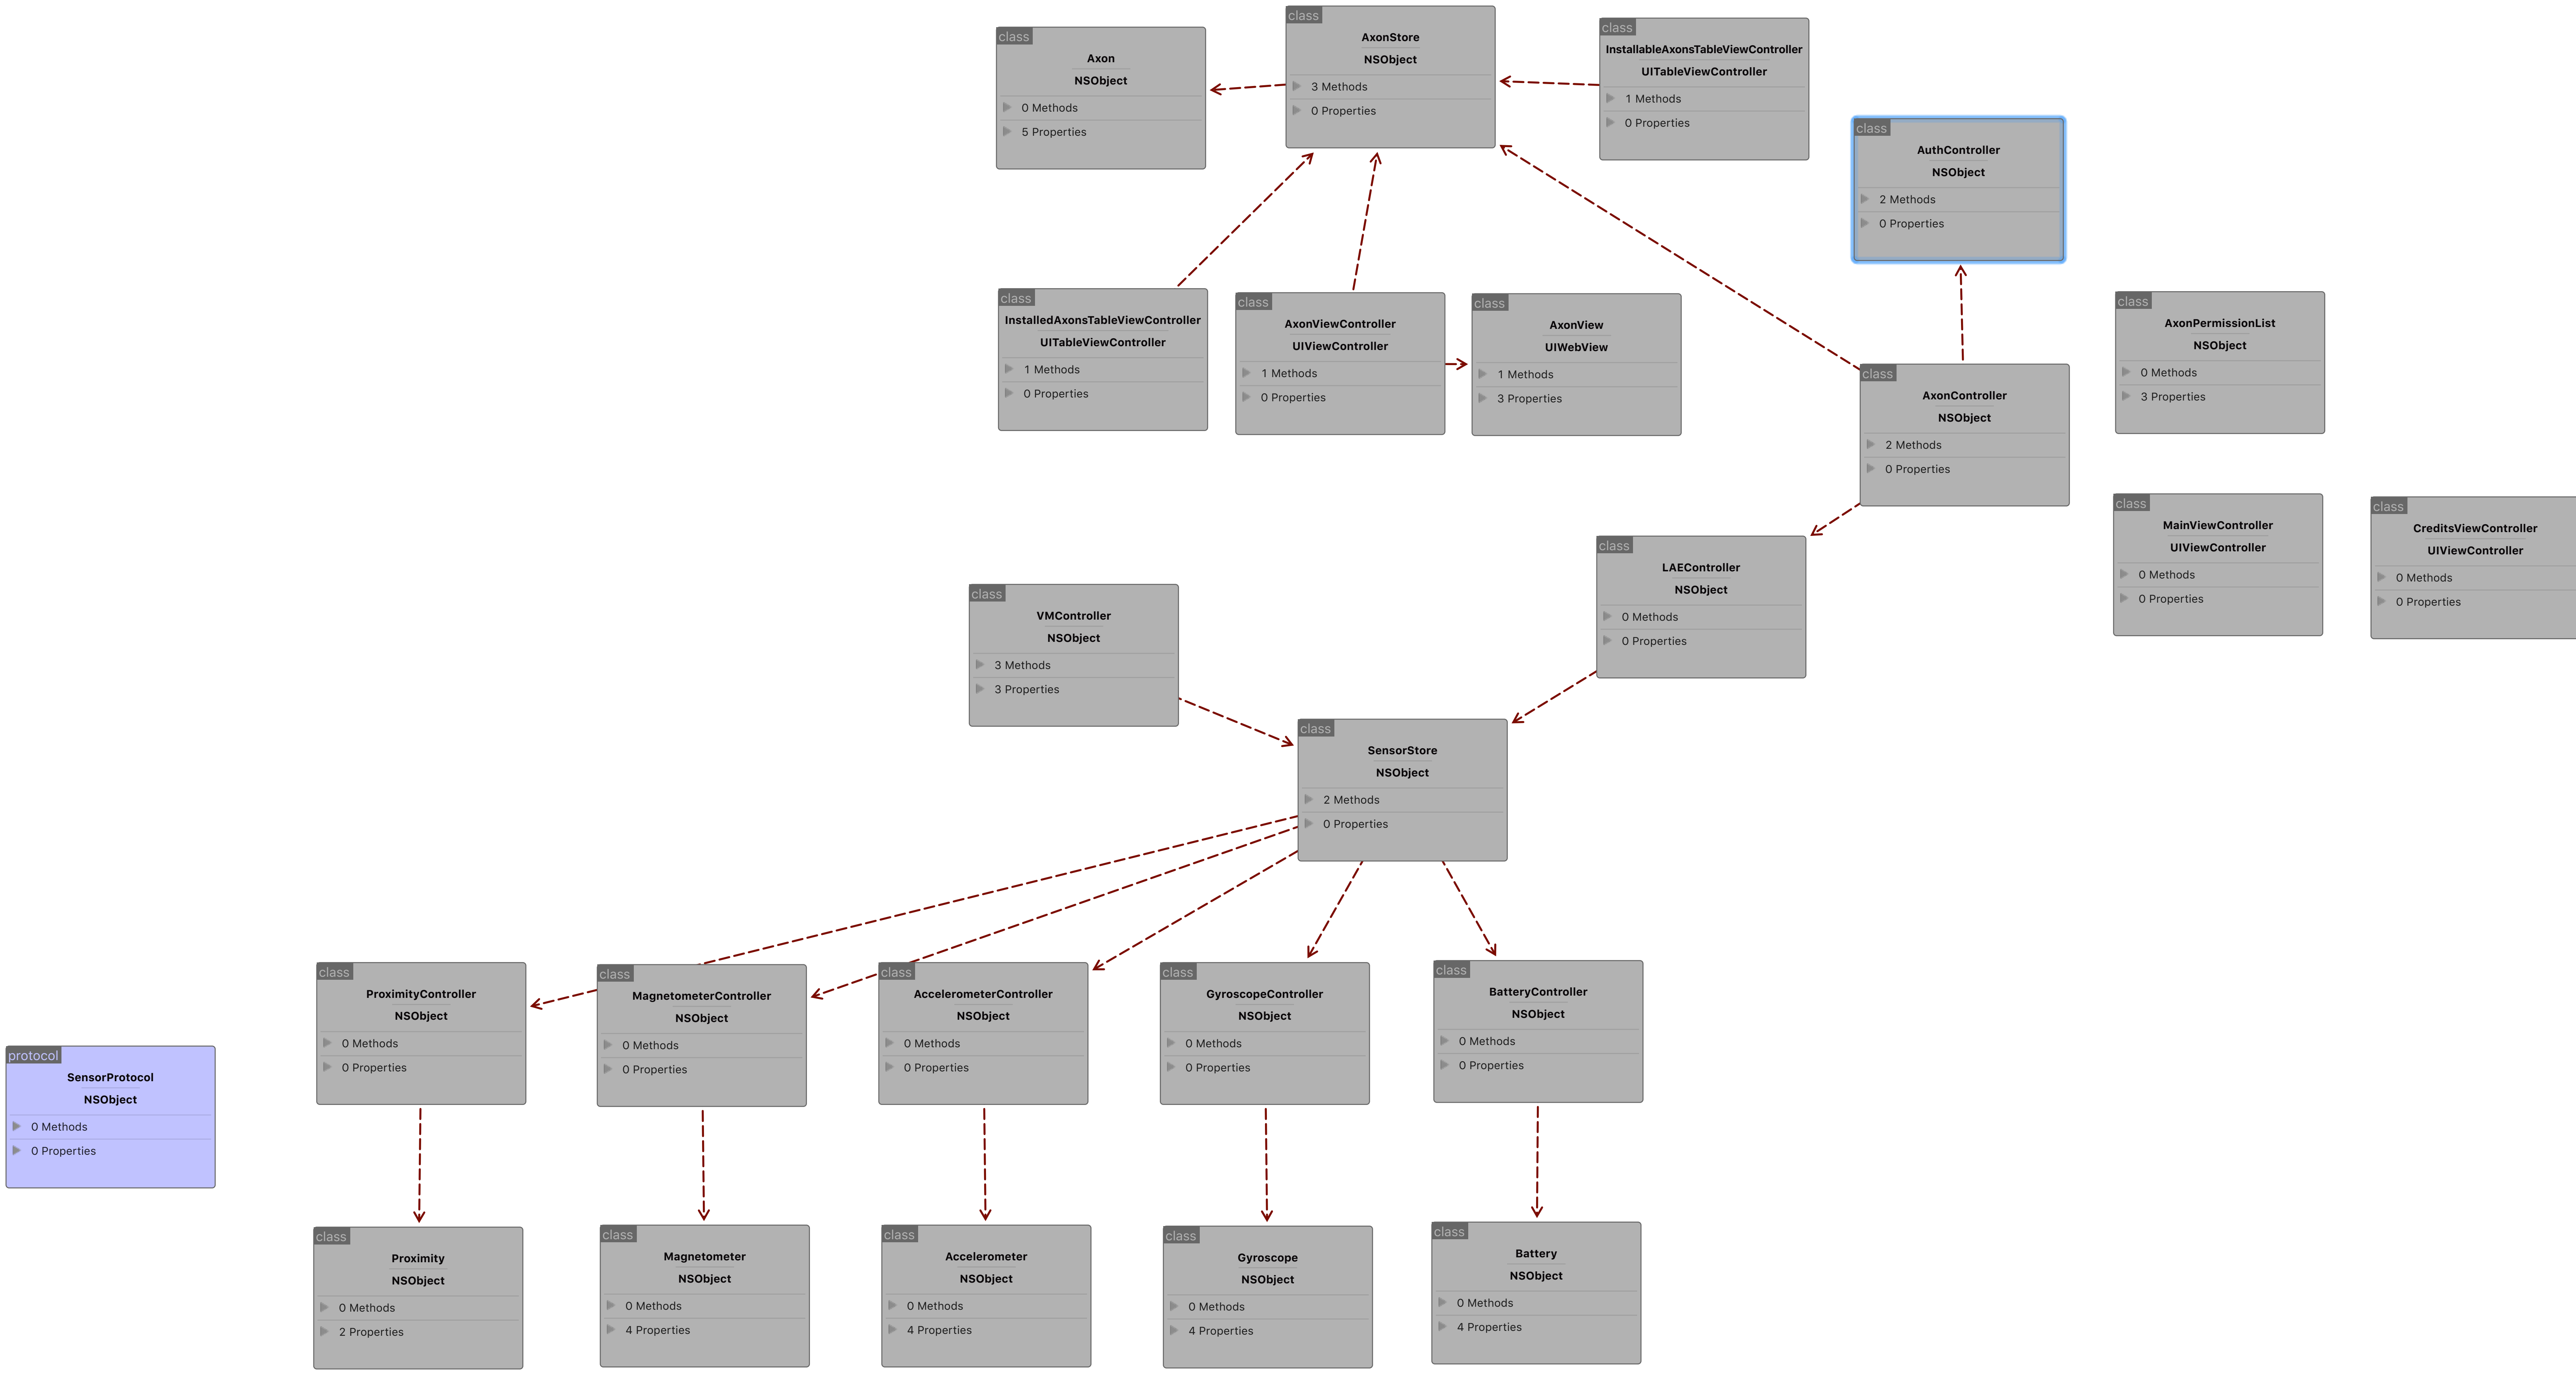 class
Axon
NSObject
0 Methods
5 Properties
class
AxonStore
NSObject
3 Methods
0 Properties
class
InstallableAxonsTableViewController
UITableViewController
1 Methods
0 Properties
class
AuthController
NSObject
2 Methods
0 Properties
class
InstalledAxonsTableViewController
UITableViewController
1 Methods
0 Properties
class
AxonViewController
UIViewController
1 Methods
0 Properties
class
AxonView
UIWebView
1 Methods
3 Properties
class
AxonController
NSObject
2 Methods
0 Properties
class
AxonPermissionList
NSObject
0 Methods
3 Properties
class
MainViewController
UIViewController
0 Methods
0 Properties
class
CreditsViewController
UIViewController
0 Methods
0 Properties
class
LAEController
NSObject
0 Methods
0 Properties
class
VMController
NSObject
3 Methods
3 Properties
class
SensorStore
NSObject
2 Methods
0 Properties
class
ProximityController
NSObject
0 Methods
0 Properties
class
MagnetometerController
NSObject
0 Methods
0 Properties
class
AccelerometerController
NSObject
0 Methods
0 Properties
class
GyroscopeController
NSObject
0 Methods
0 Properties
class
BatteryController
NSObject
0 Methods
0 Properties
protocol
SensorProtocol
NSObject
0 Methods
0 Properties
class
Proximity
NSObject
0 Methods
2 Properties
class
Magnetometer
NSObject
0 Methods
4 Properties
class
Accelerometer
NSObject
0 Methods
4 Properties
class
Gyroscope
NSObject
0 Methods
4 Properties
class
Battery
NSObject
0 Methods
4 Properties